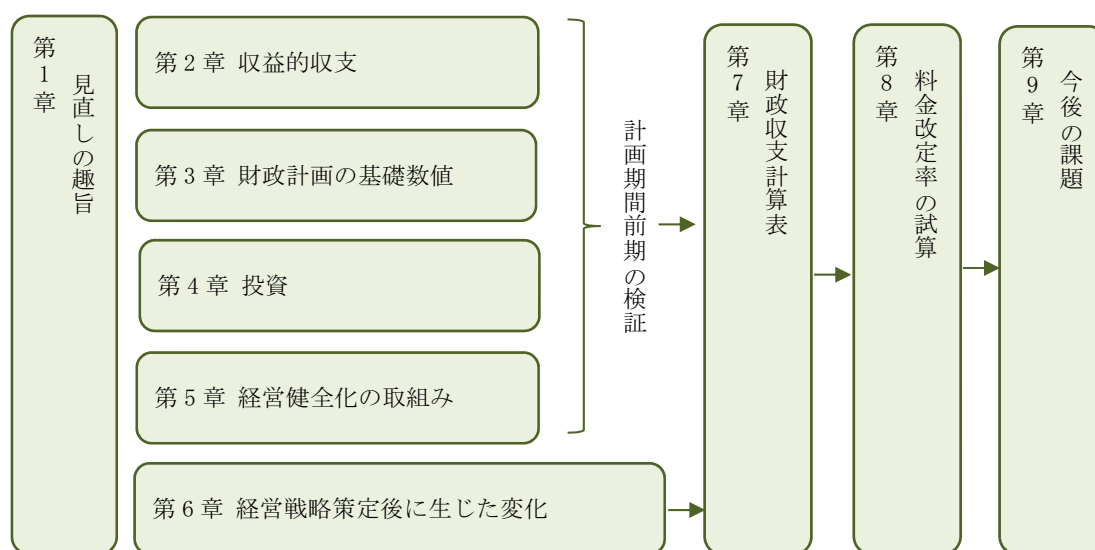 第1章
見直しの趣旨
第2章 収益的収支
第3章 財政計画の基礎数値
第4章 投資
第5章 経営健全化の取組み
第6章 経営戦略策定後に生じた変化
計画期間前期の検証
第7章
財政収支計算表
第8章
料金改定率の試算
第9章
今後の課題